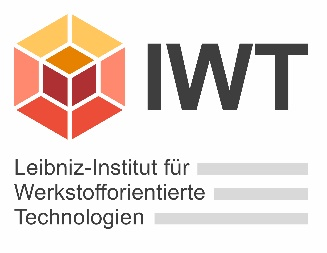 IWT
Leibniz-Institut für
Werkstofforientierte
Technologien